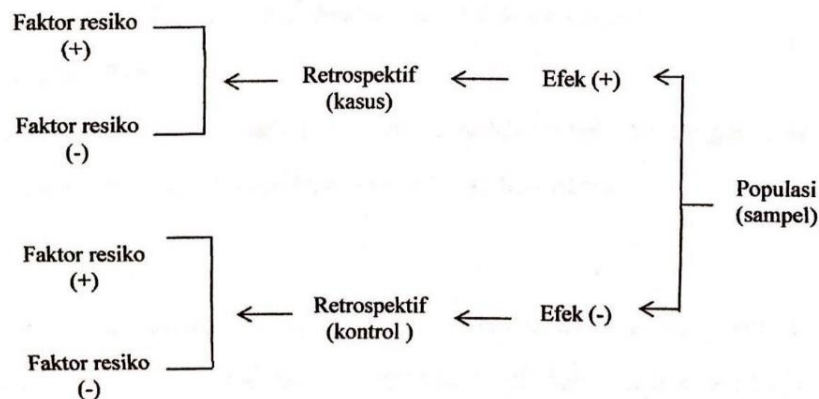 Faktor resiko
(+)
Retrospektif
(kasus)
Efek (+)
Faktor resiko
(-)
Populasi
(sampel)
Faktor resiko
(+)
Retrospektif
(kontrol )
Efek (-)
Faktor resiko
(-)